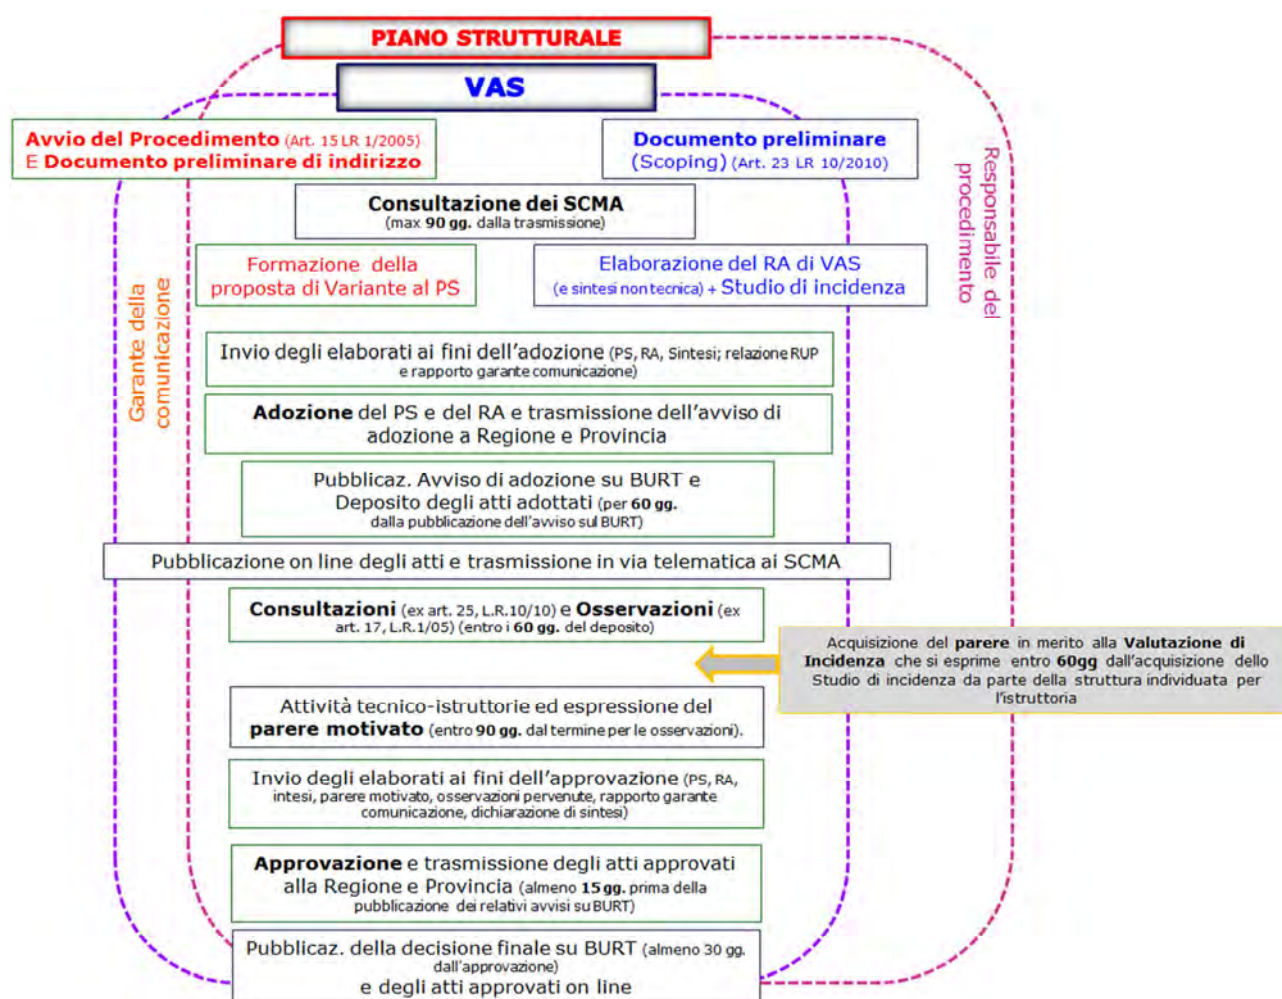 PIANO STRUTTURALE
VAS
Avvio del Procedimento (Art. 15 LR 1/2005)
E Documento preliminare di indirizzo
Documento preliminare
(Scoping) (Art. 23 LR 10/2010)
Consultazione dei SCMA
(max 90 gg. dalla trasmissione)
Formazione della
proposta di Variante al PS
Elaborazione del RA di VAS
(e sintesi non tecnica) + Studio di incidenza
Garante della
comunicazione
Responsabile del
procedimento
Invio degli elaborati ai fini dell'adozione (PS, RA, Sintesi; relazione RUP
e rapporto garante comunicazione)
Adozione del PS e del RA e trasmissione dell'avviso di
adozione a Regione e Provincia
Pubblicaz. Avviso di adozione su BURT e
Deposito degli atti adottati (per 60 gg.
dalla pubblicazione dell'avviso sul BURT)
Pubblicazione on line degli atti e trasmissione in via telematica ai SCMA
Consultazioni (ex art. 25, L.R.10/10) e Osservazioni (ex
art. 17, L.R.1/05) (entro i 60 gg. del deposito)
Acquisizione del parere in merito alla Valutazione di
Incidenza che si esprime entro 60gg dall'acquisizione dello
Studio di incidenza da parte della struttura individuata per
l'istruttoria
Attività tecnico-istruttorie ed espressione del
parere motivato (entro 90 gg. dal termine per le osservazioni).
Invio degli elaborati ai fini dell'approvazione (PS, RA,
intesi, parere motivato, osservazioni pervenute, rapporto garante
comunicazione, dichiarazione di sintesi)
Approvazione e trasmissione degli atti approvati
alla Regione e Provincia (almeno 15 gg. prima della
pubblicazione dei relativi avvisi su BURT)
Pubblicaz. della decisione finale su BURT (almeno 30 gg.
dall'approvazione)
e degli atti approvati on line